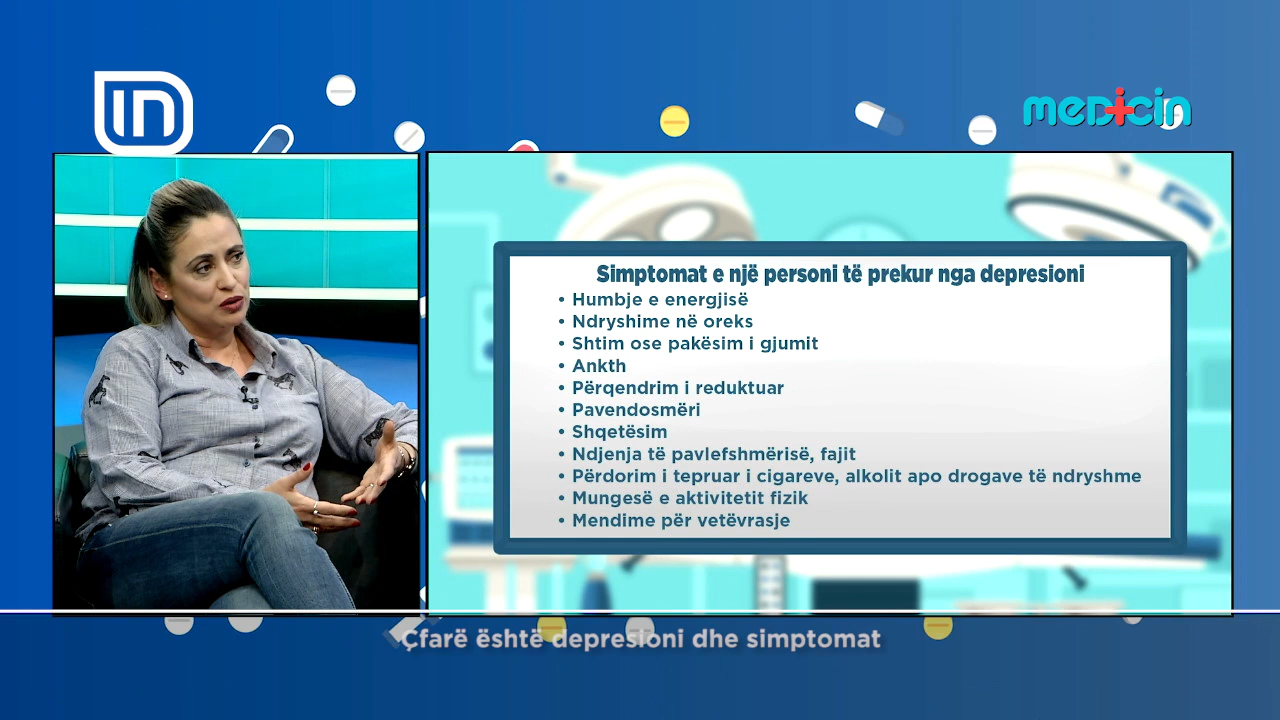 IN
medicin
Simptomat e një personi të prekur nga depresioni
• Humbje e energjisë
• Ndryshime në oreks
• Shtim ose pakësim i gjumit
• Ankth
• Përqendrim i reduktuar
• Pavendosmëri
• Shqetësim
• Ndjenja të pavlefshmërisë, fajit
• Përdorim i tepruar i cigareve, alkolit apo drogave të ndryshme
• Mungesë e aktivitetit fizik
• Mendime për vetëvrasje
Çfarë është depresioni dhe simptomat